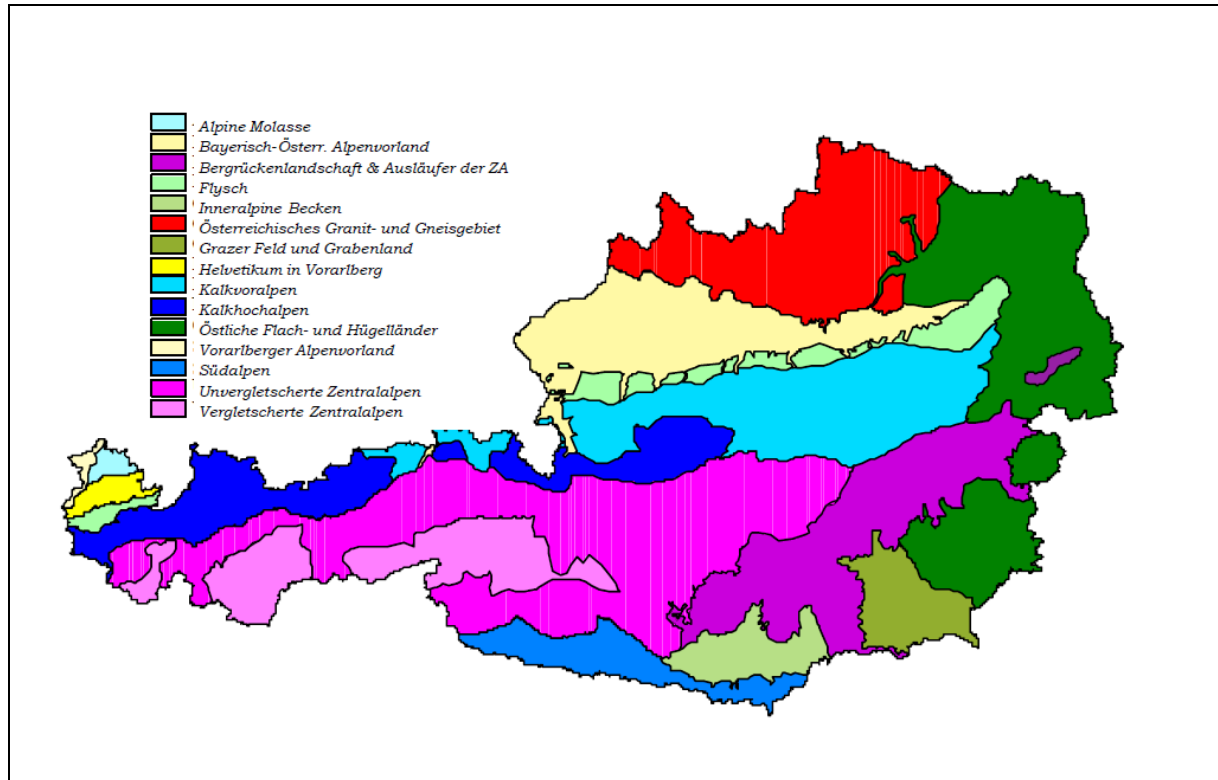 Alpine Molasse
Bayerisch-Österr. Alpenvorland
Bergrückenlandschaft & Ausläufer der ZA
Flysch
Inneralpine Becken
Österreichisches Granit- und Gneisgebiet
Grazer Feld und Grabenland
Helvetikum in Vorarlberg
Kalkvoralpen
Kalkhochalpen
Östliche Flach- und Hügelländer
Vorarlberger Alpenvorland
Südalpen
Unvergletscherte Zentralalpen
Vergletscherte Zentralalpen